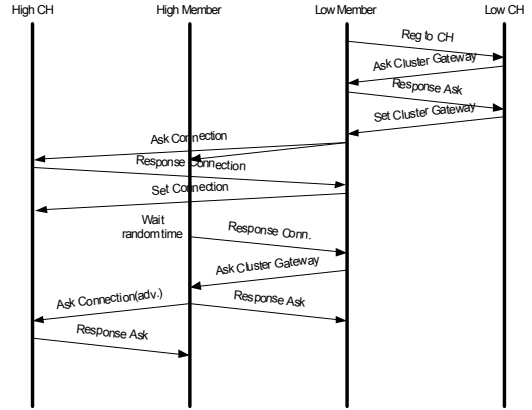 High CH
High Member
Low Member
Low CH
Reg to CH
Ask Cluster Gateway
Response Ask
Set Cluster Gateway
Ask Connection
Response Connection
Set Connection
Wait
random time
Response Conn.
Ask Cluster Gateway
Ask Connection(adv.)
Response Ask
Response Ask